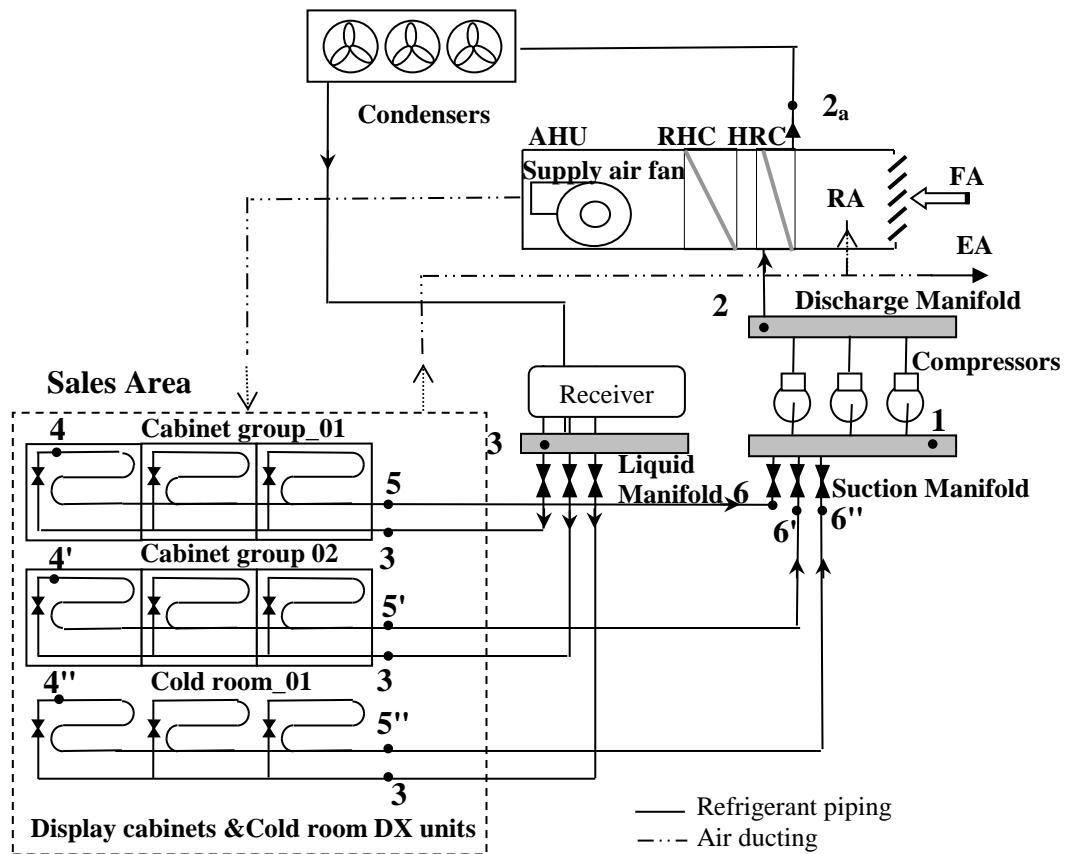 Condensers
2a
AHU
RHC
HRC
Supply air fan
RA
FA
EA
2
Discharge Manifold
Compressors
Sales Area
Receiver
1
4
Cabinet group_01
3
Liquid
Manifold
5
6
Suction Manifold
6'
6''
3
4'
Cabinet group 02
5'
3
4''
Cold room_01
5''
3
Display cabinets &Cold room DX units
Refrigerant piping
Air ducting